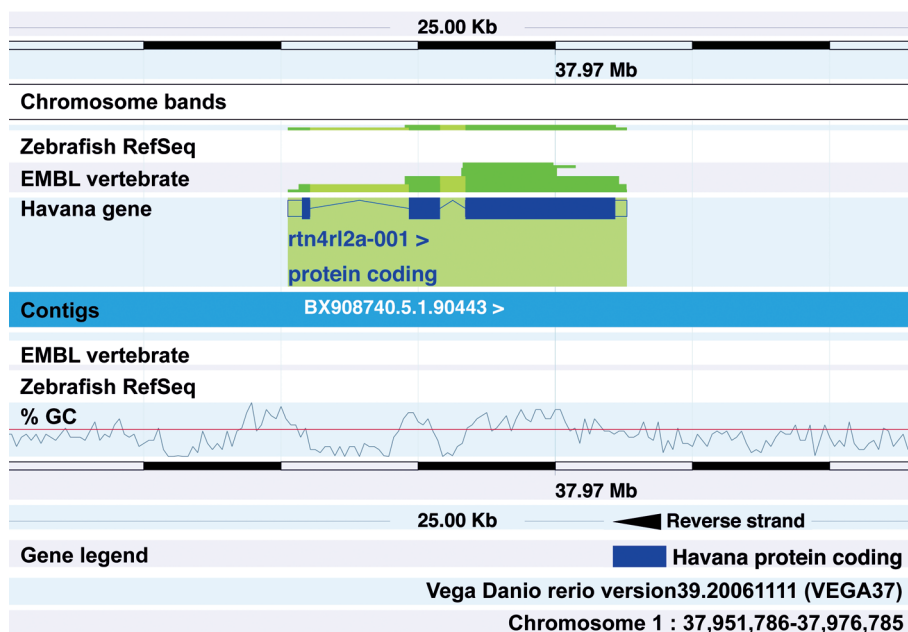 25.00 Kb
37.97 Mb
Chromosome bands
Zebrafish RefSeq
EMBL vertebrate
Havana gene
rtn4rl2a-001 >
protein coding
Contigs
BX908740.5.1.90443 >
EMBL vertebrate
Zebrafish RefSeq
% GC
37.97 Mb
25.00 Kb
Reverse strand
Gene legend
Havana protein coding
Vega Danio rerio version39.20061111 (VEGA37)
Chromosome 1 : 37,951,786-37,976,785